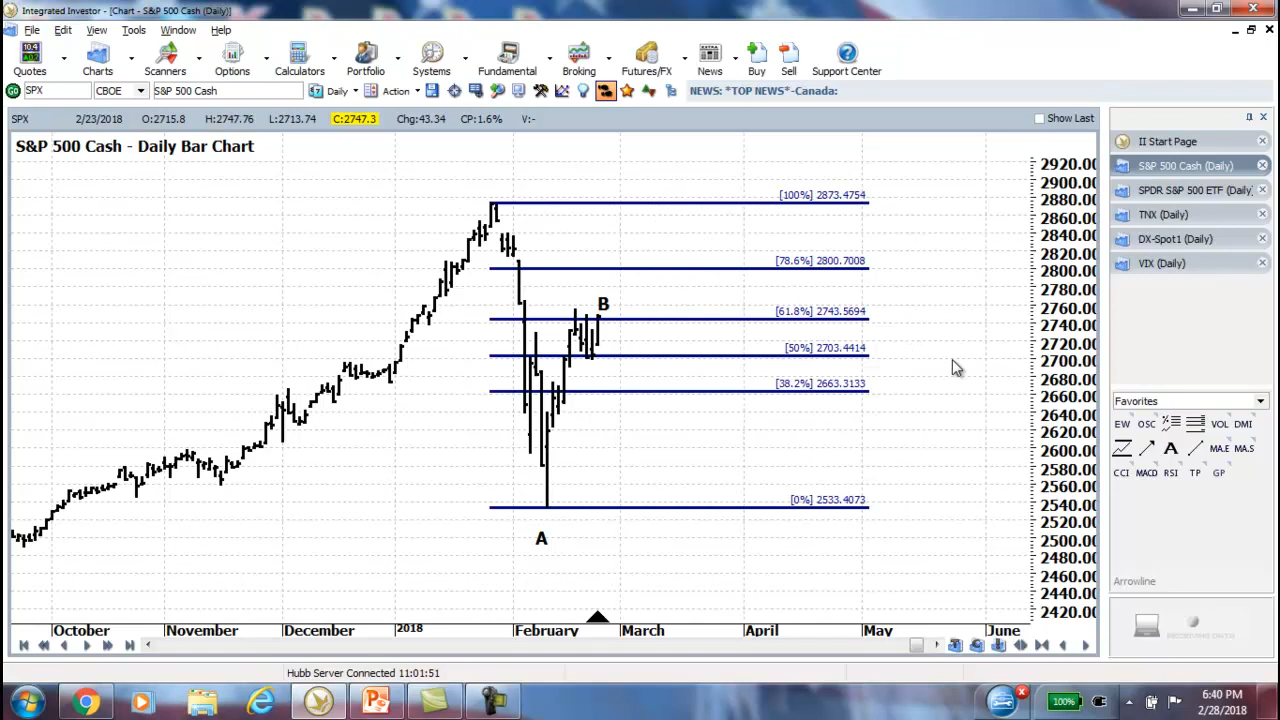 Integrated Investor - [Chart - S&P 500 Cash (Daily)]
File Edit View Tools Window Help
Quotes Charts Scanners Options Calculators Portfolio Systems Fundamental Broking Futures/FX News Buy Sell Support Center
GO SPX CBOE S&P 500 Cash Daily Action NEWS: *TOP NEWS*-Canada:
SPX 2/23/2018 O:2715.8 H:2747.76 L:2713.74 C:2747.3 Chg:43.34 CP:1.6% V:- Show Last
S&P 500 Cash - Daily Bar Chart
II Start Page
S&P 500 Cash (Daily)
SPDR S&P 500 ETF (Daily)
TNX (Daily)
DX-Spot1 (Daily)
VIX (Daily)
[100%] 2873.4754
[78.6%] 2800.7008
[61.8%] 2743.5694
[50%] 2703.4414
[38.2%] 2663.3133
[0%] 2533.4073
B
A
2920.00
2900.00
2880.00
2860.00
2840.00
2820.00
2800.00
2780.00
2760.00
2740.00
2720.00
2700.00
2680.00
2660.00
2640.00
2620.00
2600.00
2580.00
2560.00
2540.00
2520.00
2500.00
2480.00
2460.00
2440.00
2420.00
October November December 2018 February March April May June
Favorites
EW OSC VOL DMI
A MA.E MA.S
CCI MACD RSI TP GP
Arrowline
RECEIVING DATA
Hubb Server Connected 11:01:51
100%
6:40 PM
2/28/2018